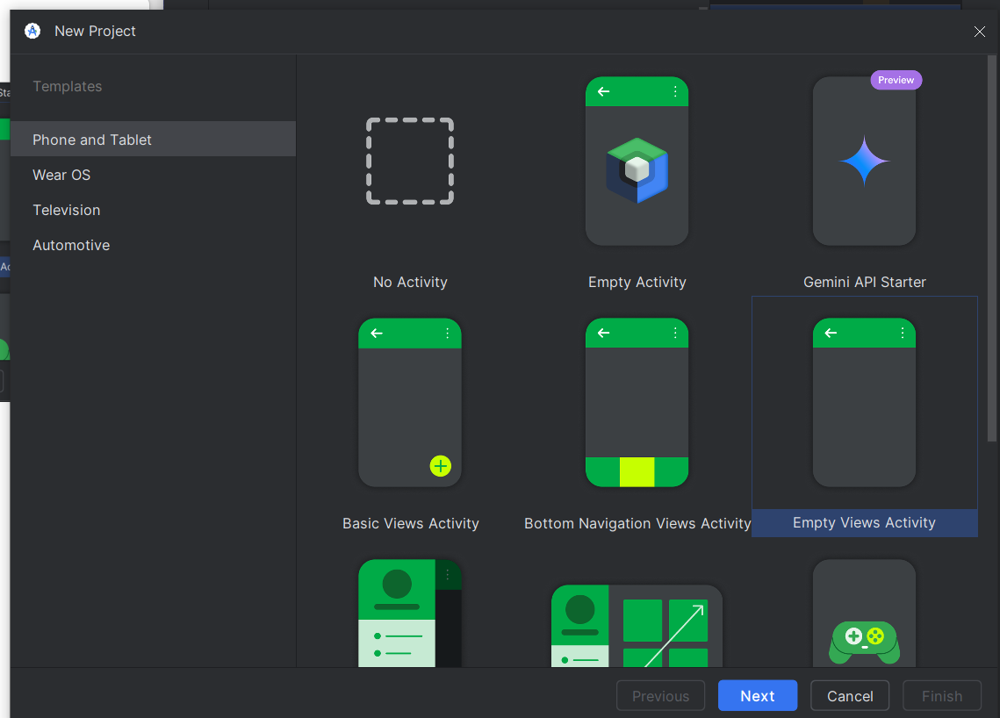 New Project
Templates
Phone and Tablet
Wear OS
Television
Automotive
Preview
No Activity
Empty Activity
Gemini API Starter
Basic Views Activity
Bottom Navigation Views Activity
Empty Views Activity
Previous
Next
Cancel
Finish